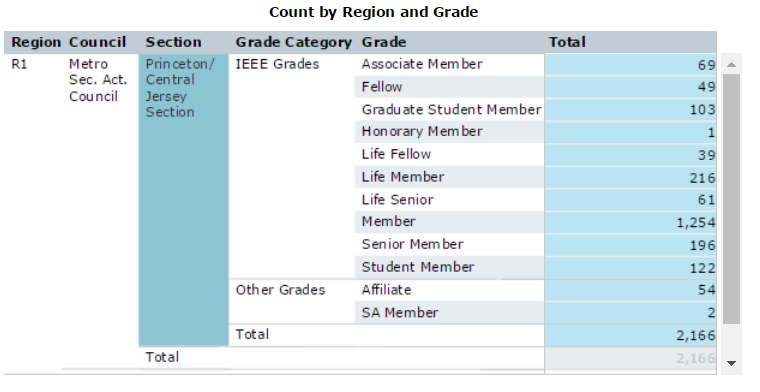 Count by Region and Grade
Region Council Section Grade Category Grade Total
R1 Metro Princeton/ IEEE Grades Associate Member 69
Sec. Act. Central Fellow 49
Council Jersey Graduate Student Member 103
Section Honorary Member 1
Life Fellow 39
Life Member 216
Life Senior 61
Member 1,254
Senior Member 196
Student Member 122
Other Grades Affiliate 54
SA Member 2
Total 2,166
Total 2,166